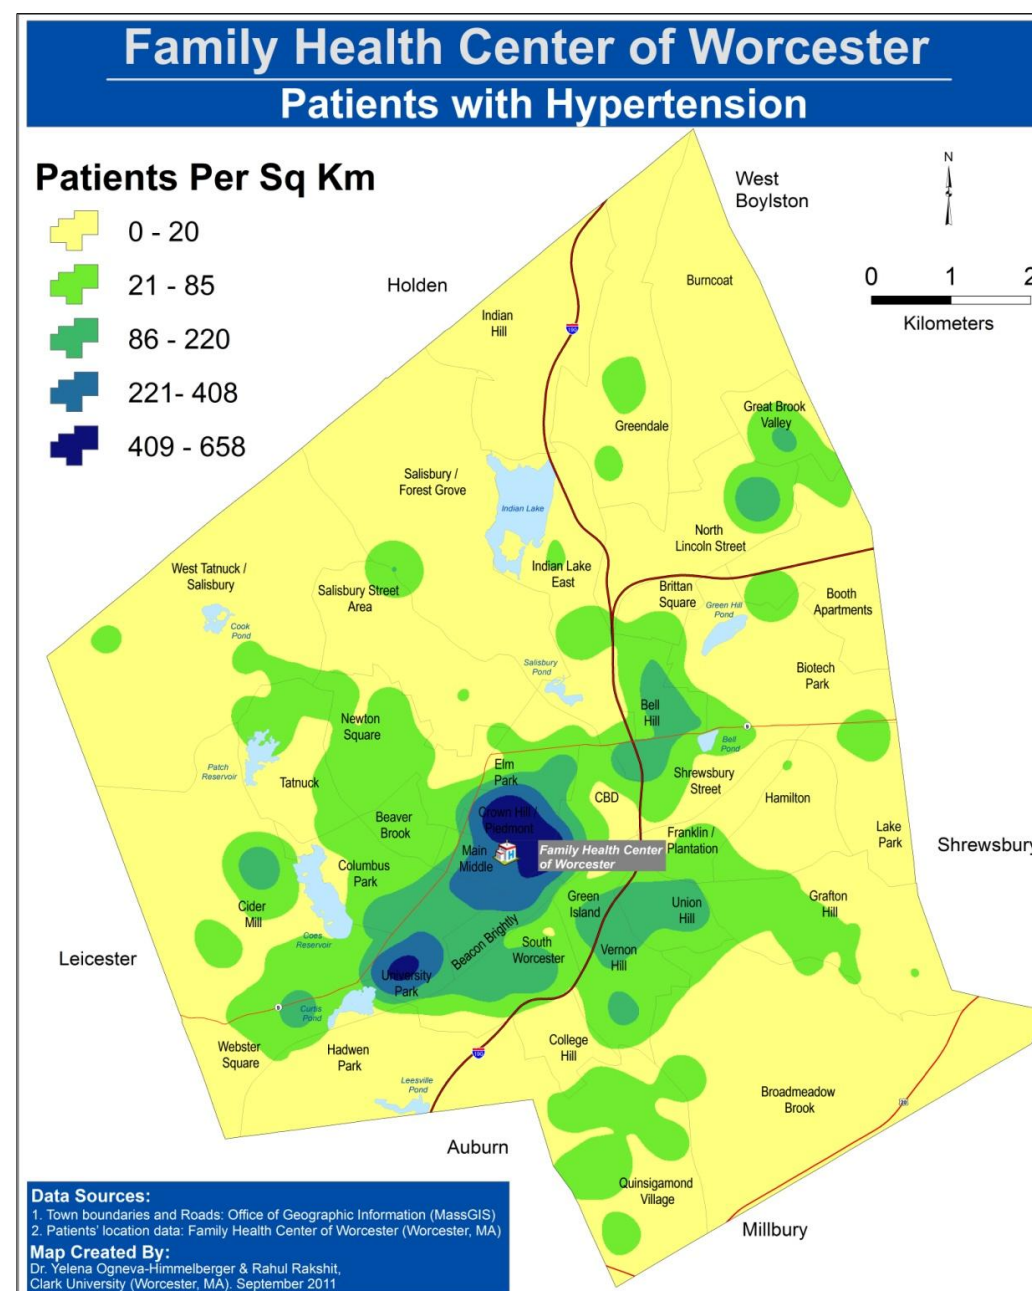 Family Health Center of Worcester
Patients with Hypertension
Patients Per Sq Km
0 - 20
21 - 85
86 - 220
221- 408
409 - 658
N
0 1 2
Kilometers
West
Boylston
Holden
Burncoat
Indian
Hill
190
Greendale
Great Brook
Valley
Salisbury /
Forest Grove
Indian Lake
North
Lincoln Street
West Tatnuck /
Salisbury
Salisbury Street
Area
Indian Lake
East
Brittan
Square
Green Hill
Pond
Booth
Apartments
Cook
Pond
Salisbury
Pond
Biotech
Park
Bell
Hill
Newton
Square
9
Bell
Pond
Patch
Reservoir
Tatnuck
Elm
Park
Shrewsbury
Street
CBD
Hamilton
Crown Hill /
Piedmont
Beaver
Brook
Lake
Park
Shrewsbury
Franklin /
Plantation
Main
Middle
H
Family Health Center
of Worcester
Columbus
Park
Cider
Mill
Green
Island
Union
Hill
Grafton
Hill
Coes
Reservoir
Beacon Brightly
South
Worcester
Vernon
Hill
Leicester
University
Park
9
Curtis
Pond
Webster
Square
Hadwen
Park
College
Hill
Leesville
Pond
Broadmeadow
Brook
Auburn
Quinsigamond
Village
Millbury
Data Sources:
1. Town boundaries and Roads: Office of Geographic Information (MassGIS)
2. Patients' location data: Family Health Center of Worcester (Worcester, MA)
Map Created By:
Dr. Yelena Ogneva-Himmelberger & Rahul Rakshit,
Clark University (Worcester, MA). September 2011